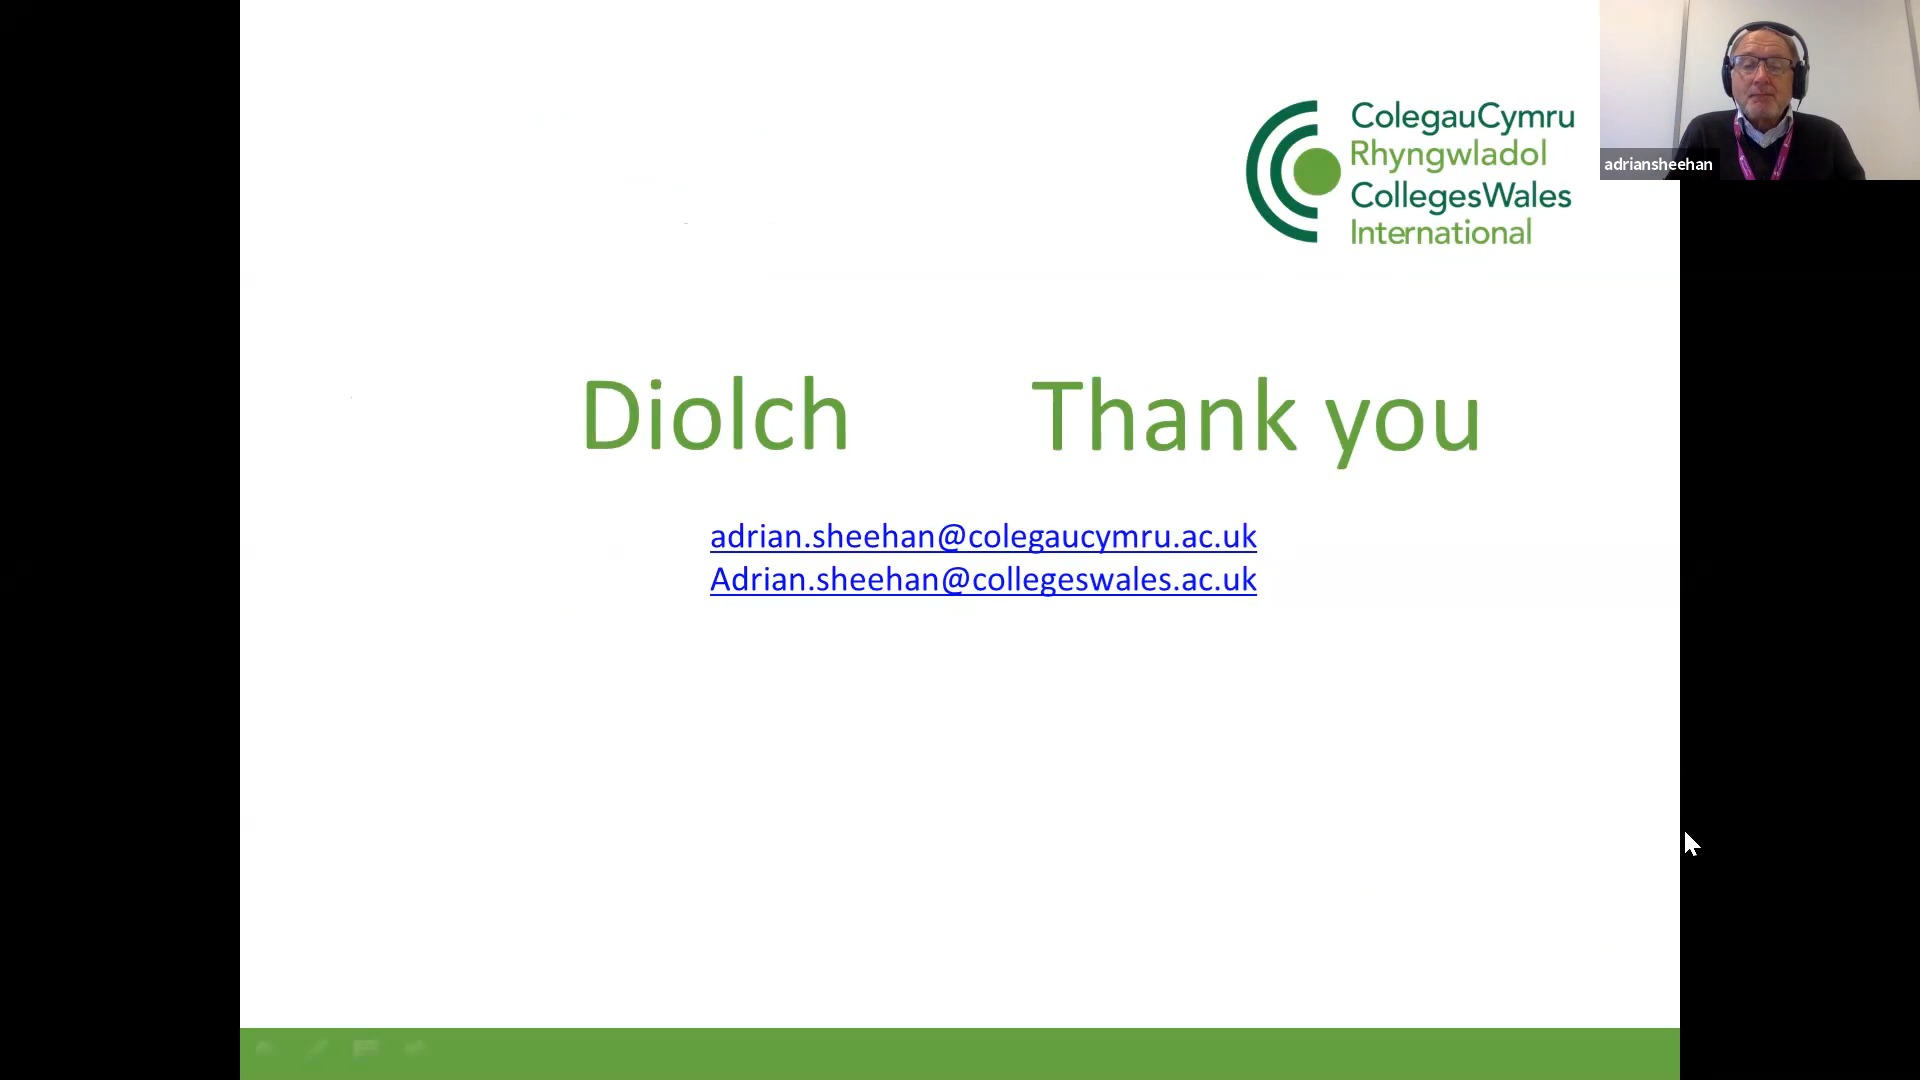 ColegauCymru
Rhyngwladol
CollegesWales
International
adriansheehan
Diolch Thank you
adrian.sheehan@colegaucymru.ac.uk
Adrian.sheehan@collegeswales.ac.uk